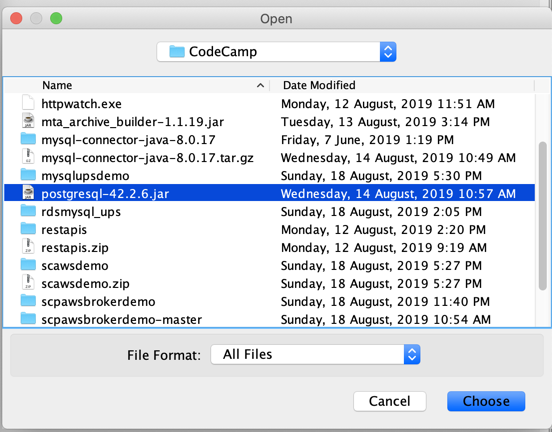 Open
CodeCamp
Name Date Modified
httpwatch.exe Monday, 12 August, 2019 11:51 AM
mta_archive_builder-1.1.19.jar Tuesday, 13 August, 2019 3:14 PM
mysql-connector-java-8.0.17 Friday, 7 June, 2019 1:19 PM
mysql-connector-java-8.0.17.tar.gz Wednesday, 14 August, 2019 10:49 AM
mysqlupsdemo Sunday, 18 August, 2019 5:30 PM
postgresql-42.2.6.jar Wednesday, 14 August, 2019 10:57 AM
rdsmysql_ups Sunday, 18 August, 2019 2:05 PM
restapis Monday, 12 August, 2019 2:20 PM
restapis.zip Monday, 12 August, 2019 9:19 AM
scawsdemo Sunday, 18 August, 2019 5:27 PM
scawsdemo.zip Sunday, 18 August, 2019 5:27 PM
scpawsbrokerdemo Sunday, 18 August, 2019 11:40 PM
scpawsbrokerdemo-master Sunday, 18 August, 2019 10:54 AM
File Format: All Files
Cancel Choose